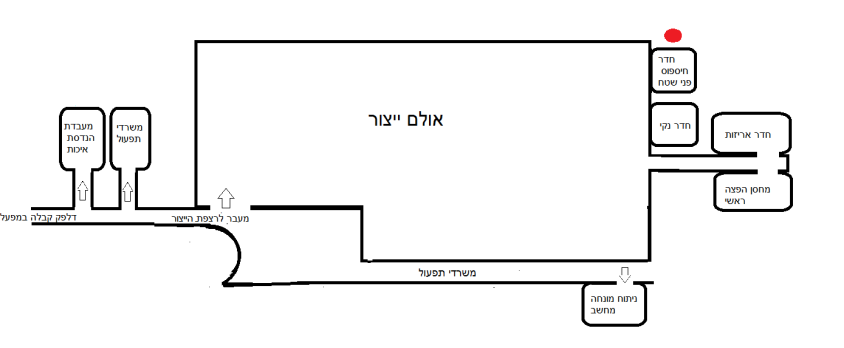 חדר
חיספוס
פני שטח
אולם ייצור
חדר נקי
מעבדת
הנדסת
איכות
משרדי
תפעול
חדר אריזות
מחסן הפצה
ראשי
דלפק קבלה במפעל
מעבר לרצפת הייצור
משרדי תפעול
ניתוח מונחה
מחשב